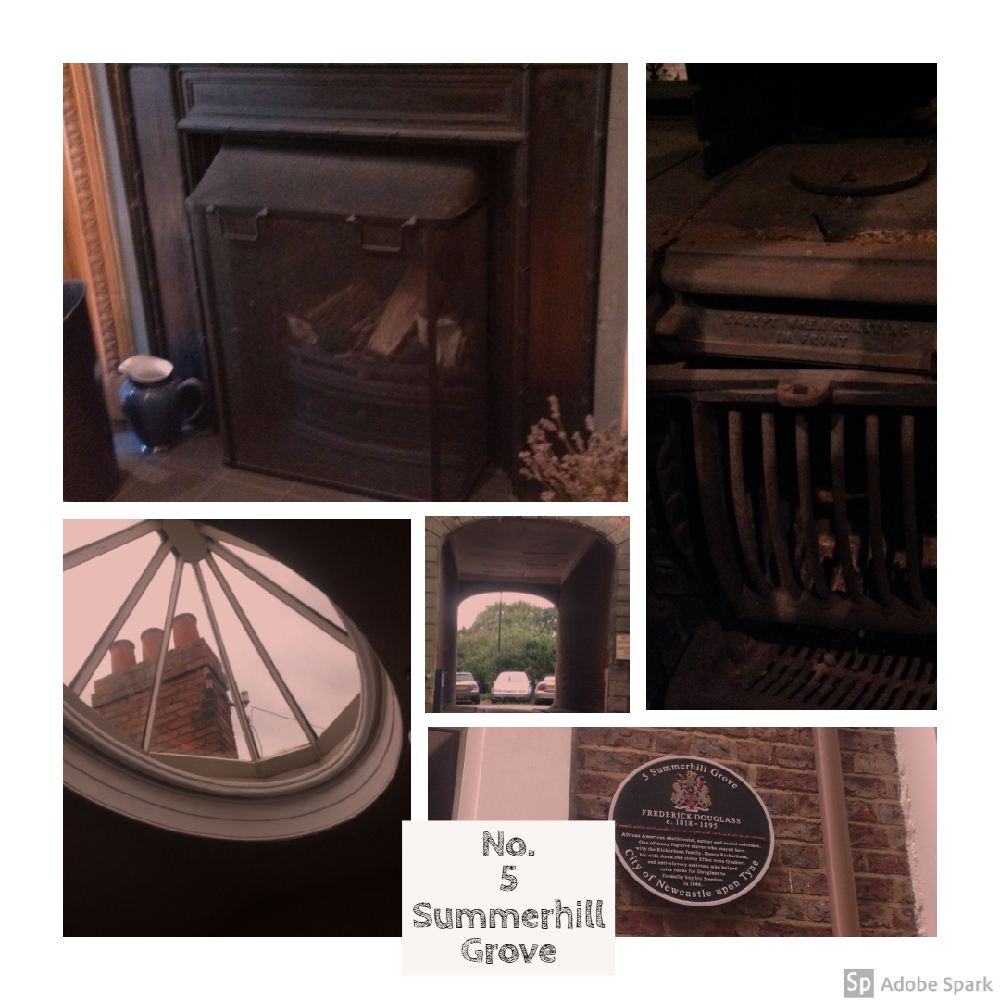 EXCEPT WHEN ROASTING
IN FRONT
5 Summerhill Grove
FREDERICK DOUGLASS
c. 1818 - 1895
African American abolitionist, author and social reformer.
One of many fugitive slaves who stayed here
with the Richardson family. Henry Richardson,
his wife Anna and sister Ellen were Quakers
and anti-slavery activists who helped
raise funds for Douglass to
formally buy his freedom
in 1846.
City of Newcastle upon Tyne
No.
5
Summerhill
Grove
Sp Adobe Spark